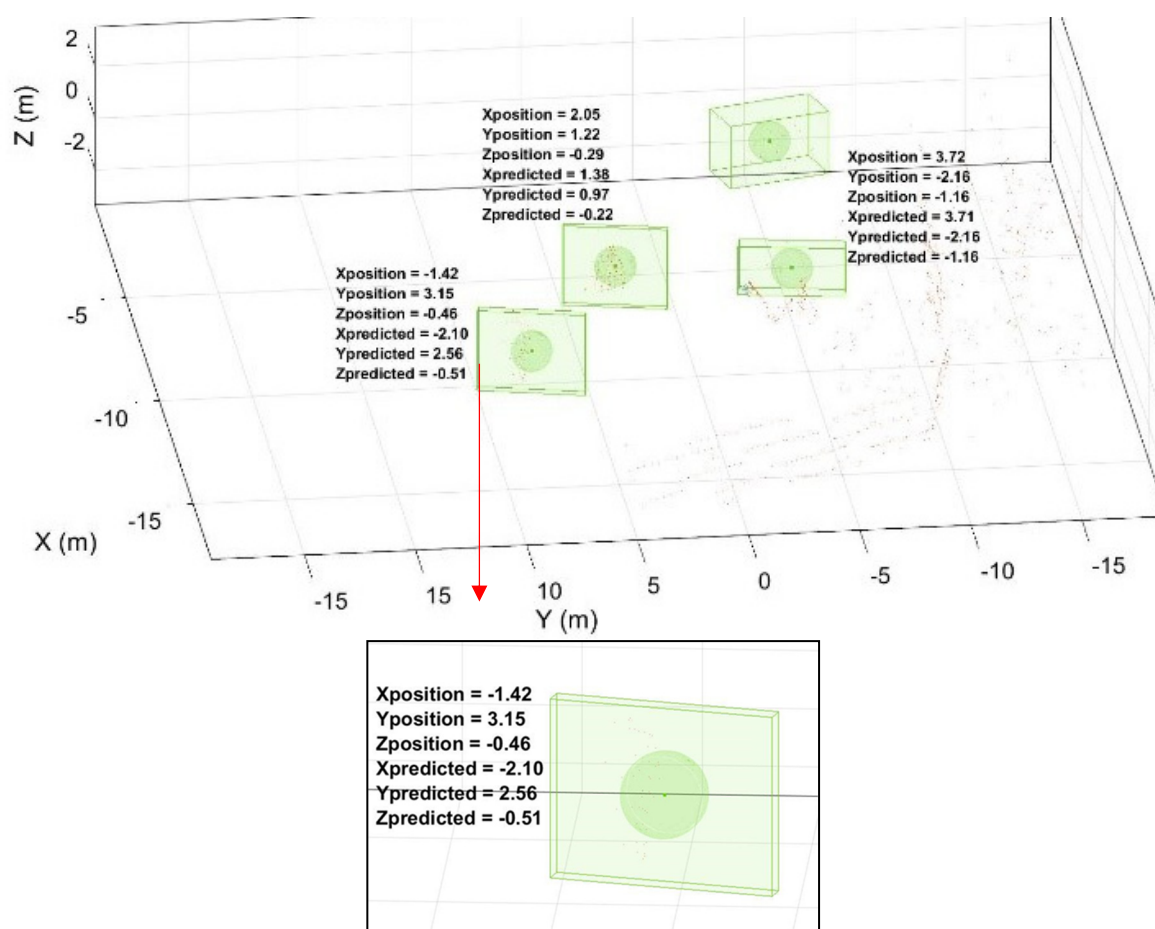 2
0
-2
Z (m)
Xposition = 2.05
Yposition = 1.22
Zposition = -0.29
Xpredicted = 1.38
Ypredicted = 0.97
Zpredicted = -0.22
Xposition = 3.72
Yposition = -2.16
Zposition = -1.16
Xpredicted = 3.71
Ypredicted = -2.16
Zpredicted = -1.16
Xposition = -1.42
Yposition = 3.15
Zposition = -0.46
Xpredicted = -2.10
Ypredicted = 2.56
Zpredicted = -0.51
-5
-10
-15
X (m)
-15
15
10
5
0
-5
-10
-15
Y (m)
Xposition = -1.42
Yposition = 3.15
Zposition = -0.46
Xpredicted = -2.10
Ypredicted = 2.56
Zpredicted = -0.51